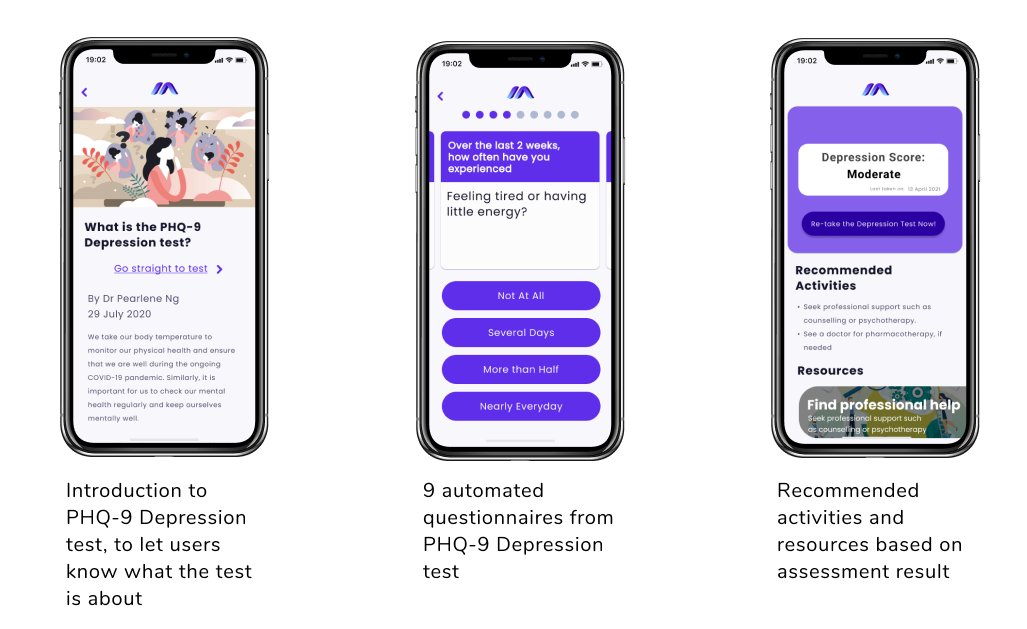 19:02
What is the PHQ-9
Depression test?
Go straight to test
By Dr Pearlene Ng
29 July 2020
We take our body temperature to
monitor our physical health and ensure
that we are well during the ongoing
COVID-19 pandemic. Similarly, it is
important for us to check our mental
health regularly and keep ourselves
mentally well.
Introduction to
PHQ-9 Depression
test, to let users
know what the test
is about
19:02
Over the last 2 weeks,
how often have you
experienced
Feeling tired or having
little energy?
Not At All
Several Days
More than Half
Nearly Everyday
9 automated
questionnaires from
PHQ-9 Depression
test
19:02
Depression Score:
Moderate
Last taken on: 13 April 2021
Re-take the Depression Test Now!
Recommended
Activities
• Seek professional support such as
counselling or psychotherapy.
• See a doctor for pharmacotherapy, if
needed
Resources
Find professional help
Seek professional support such
as counselling or psychotherapy
Recommended
activities and
resources based on
assessment result